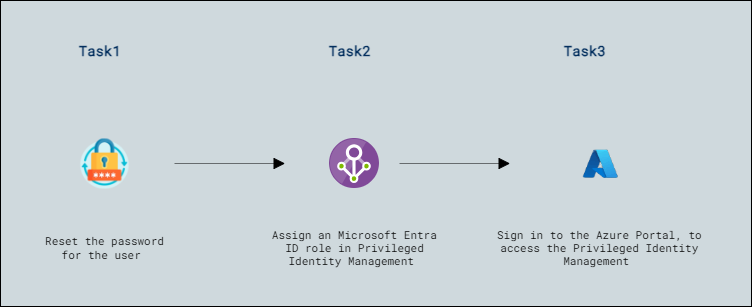 Task1
Task2
Task3
****
Reset the password
for the user
Assign an Microsoft Entra
ID role in Privileged
Identity Management
Sign in to the Azure Portal, to
access the Privileged Identity
Management